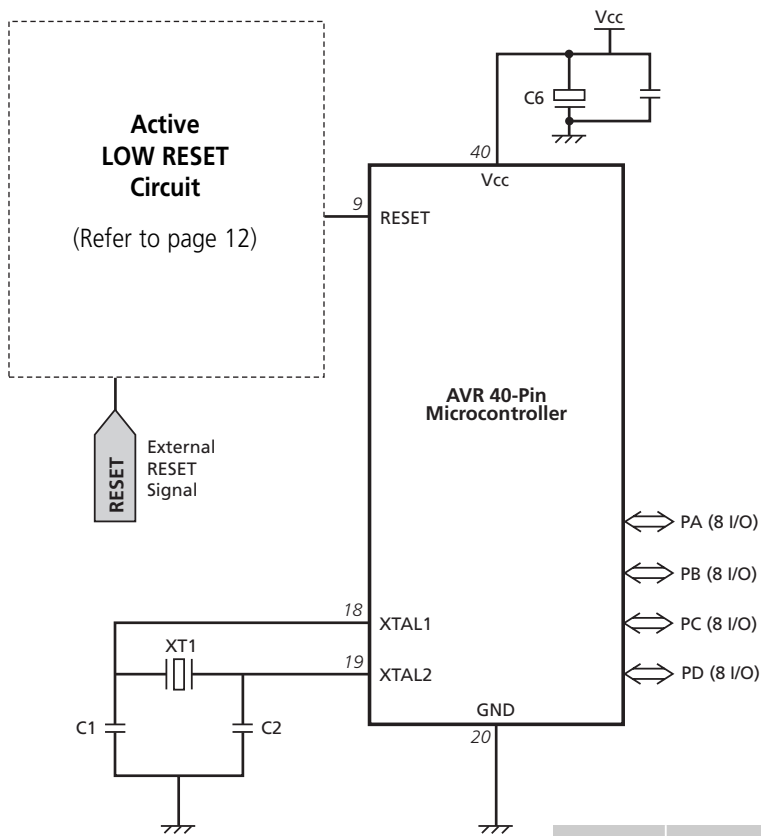 Vcc
C6
Active
LOW RESET
Circuit
(Refer to page 12)
40
Vcc
9
RESET
AVR 40-Pin
Microcontroller
RESET
External
RESET
Signal
PA (8 I/O)
PB (8 I/O)
PC (8 I/O)
PD (8 I/O)
18
XTAL1
XT1
19
XTAL2
C1
C2
GND
20